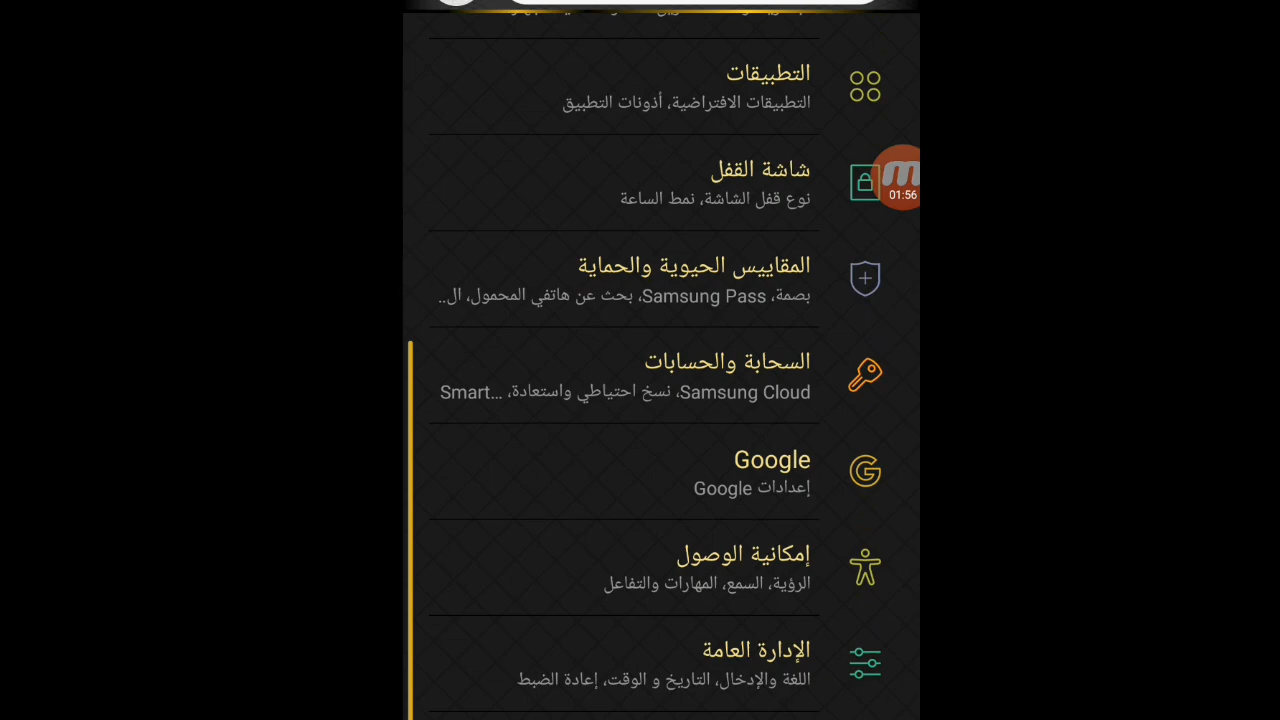 التطبيقات
التطبيقات الافتراضية، أذونات التطبيق
شاشة القفل
نوع قفل الشاشة، نمط الساعة
01:56
المقاييس الحيوية والحماية
بصمة، Samsung Pass، بحث عن هاتفي المحمول، ال..
السحابة والحسابات
Samsung Cloud، نسخ احتياطي واستعادة، Smart...
Google
إعدادات Google
إمكانية الوصول
الرؤية، السمع، المهارات والتفاعل
الإدارة العامة
اللغة والإدخال، التاريخ و الوقت، إعادة الضبط